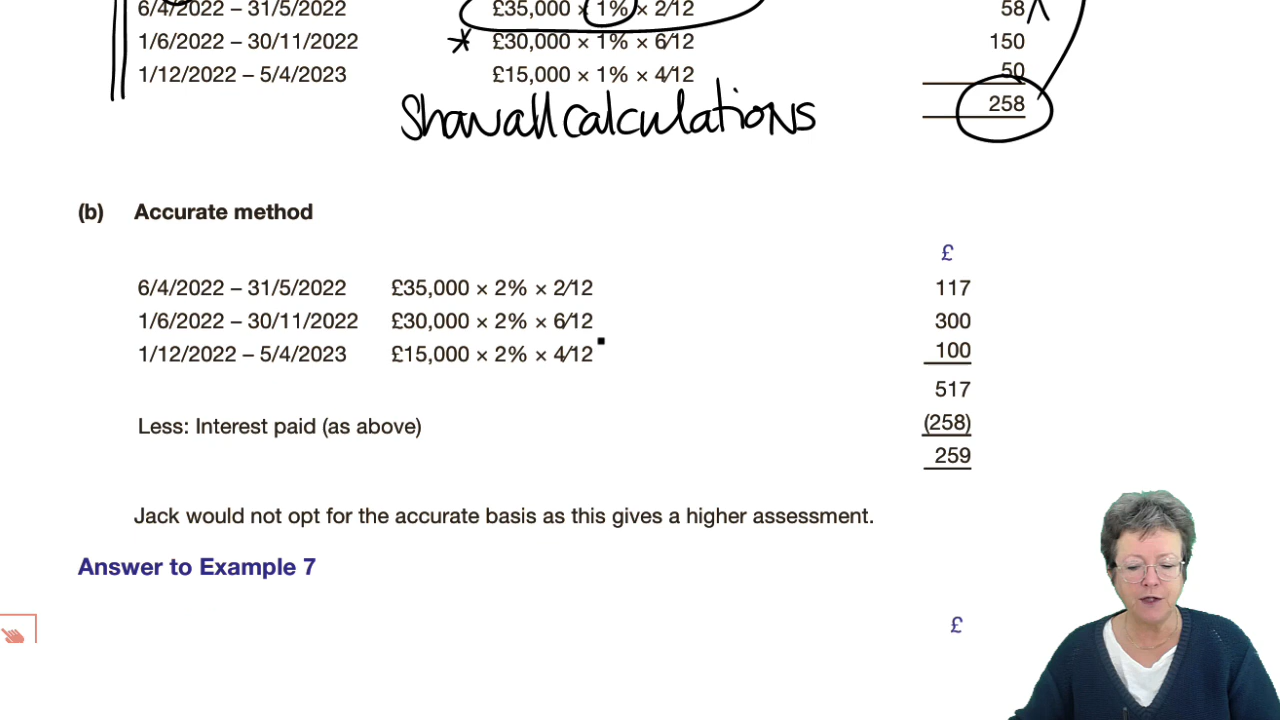 6/4/2022 – 31/5/2022 £35,000 × 1% × 2/12 58
1/6/2022 – 30/11/2022 * £30,000 × 1% × 6/12 150
1/12/2022 – 5/4/2023 £15,000 × 1% × 4/12 50
258
Show all calculations
(b) Accurate method
£
6/4/2022 – 31/5/2022 £35,000 × 2% × 2/12 117
1/6/2022 – 30/11/2022 £30,000 × 2% × 6/12 300
1/12/2022 – 5/4/2023 £15,000 × 2% × 4/12 100
517
Less: Interest paid (as above) (258)
259
Jack would not opt for the accurate basis as this gives a higher assessment.
Answer to Example 7
£